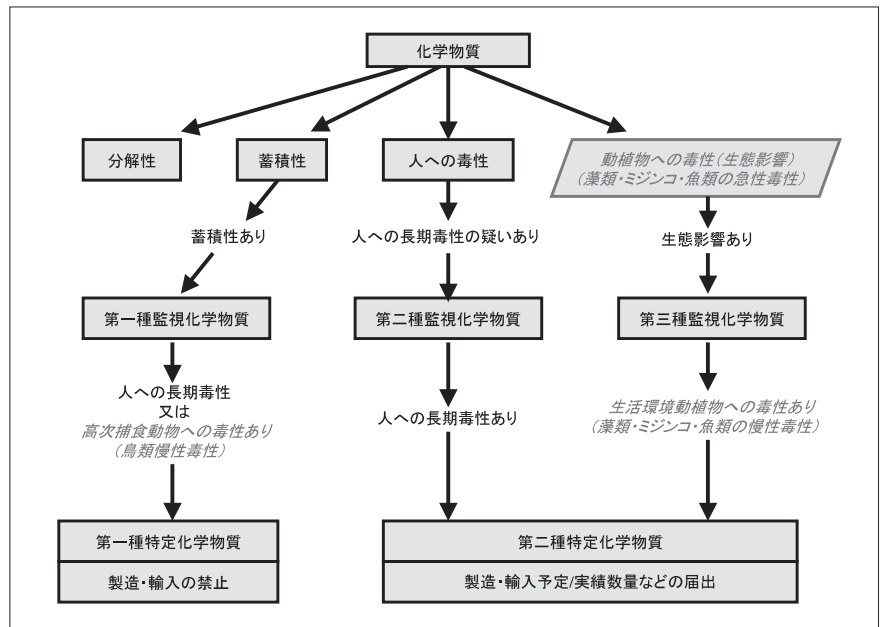 化学物質
分解性
蓄積性
人への毒性
動植物への毒性(生態影響)
(藻類・ミジンコ・魚類の急性毒性)
蓄積性あり
人への長期毒性の疑いあり
生態影響あり
第一種監視化学物質
第二種監視化学物質
第三種監視化学物質
人への長期毒性
又は
高次捕食動物への毒性あり
(鳥類慢性毒性)
人への長期毒性あり
生活環境動植物への毒性あり
(藻類・ミジンコ・魚類の慢性毒性)
第一種特定化学物質
製造・輸入の禁止
第二種特定化学物質
製造・輸入予定/実績数量などの届出